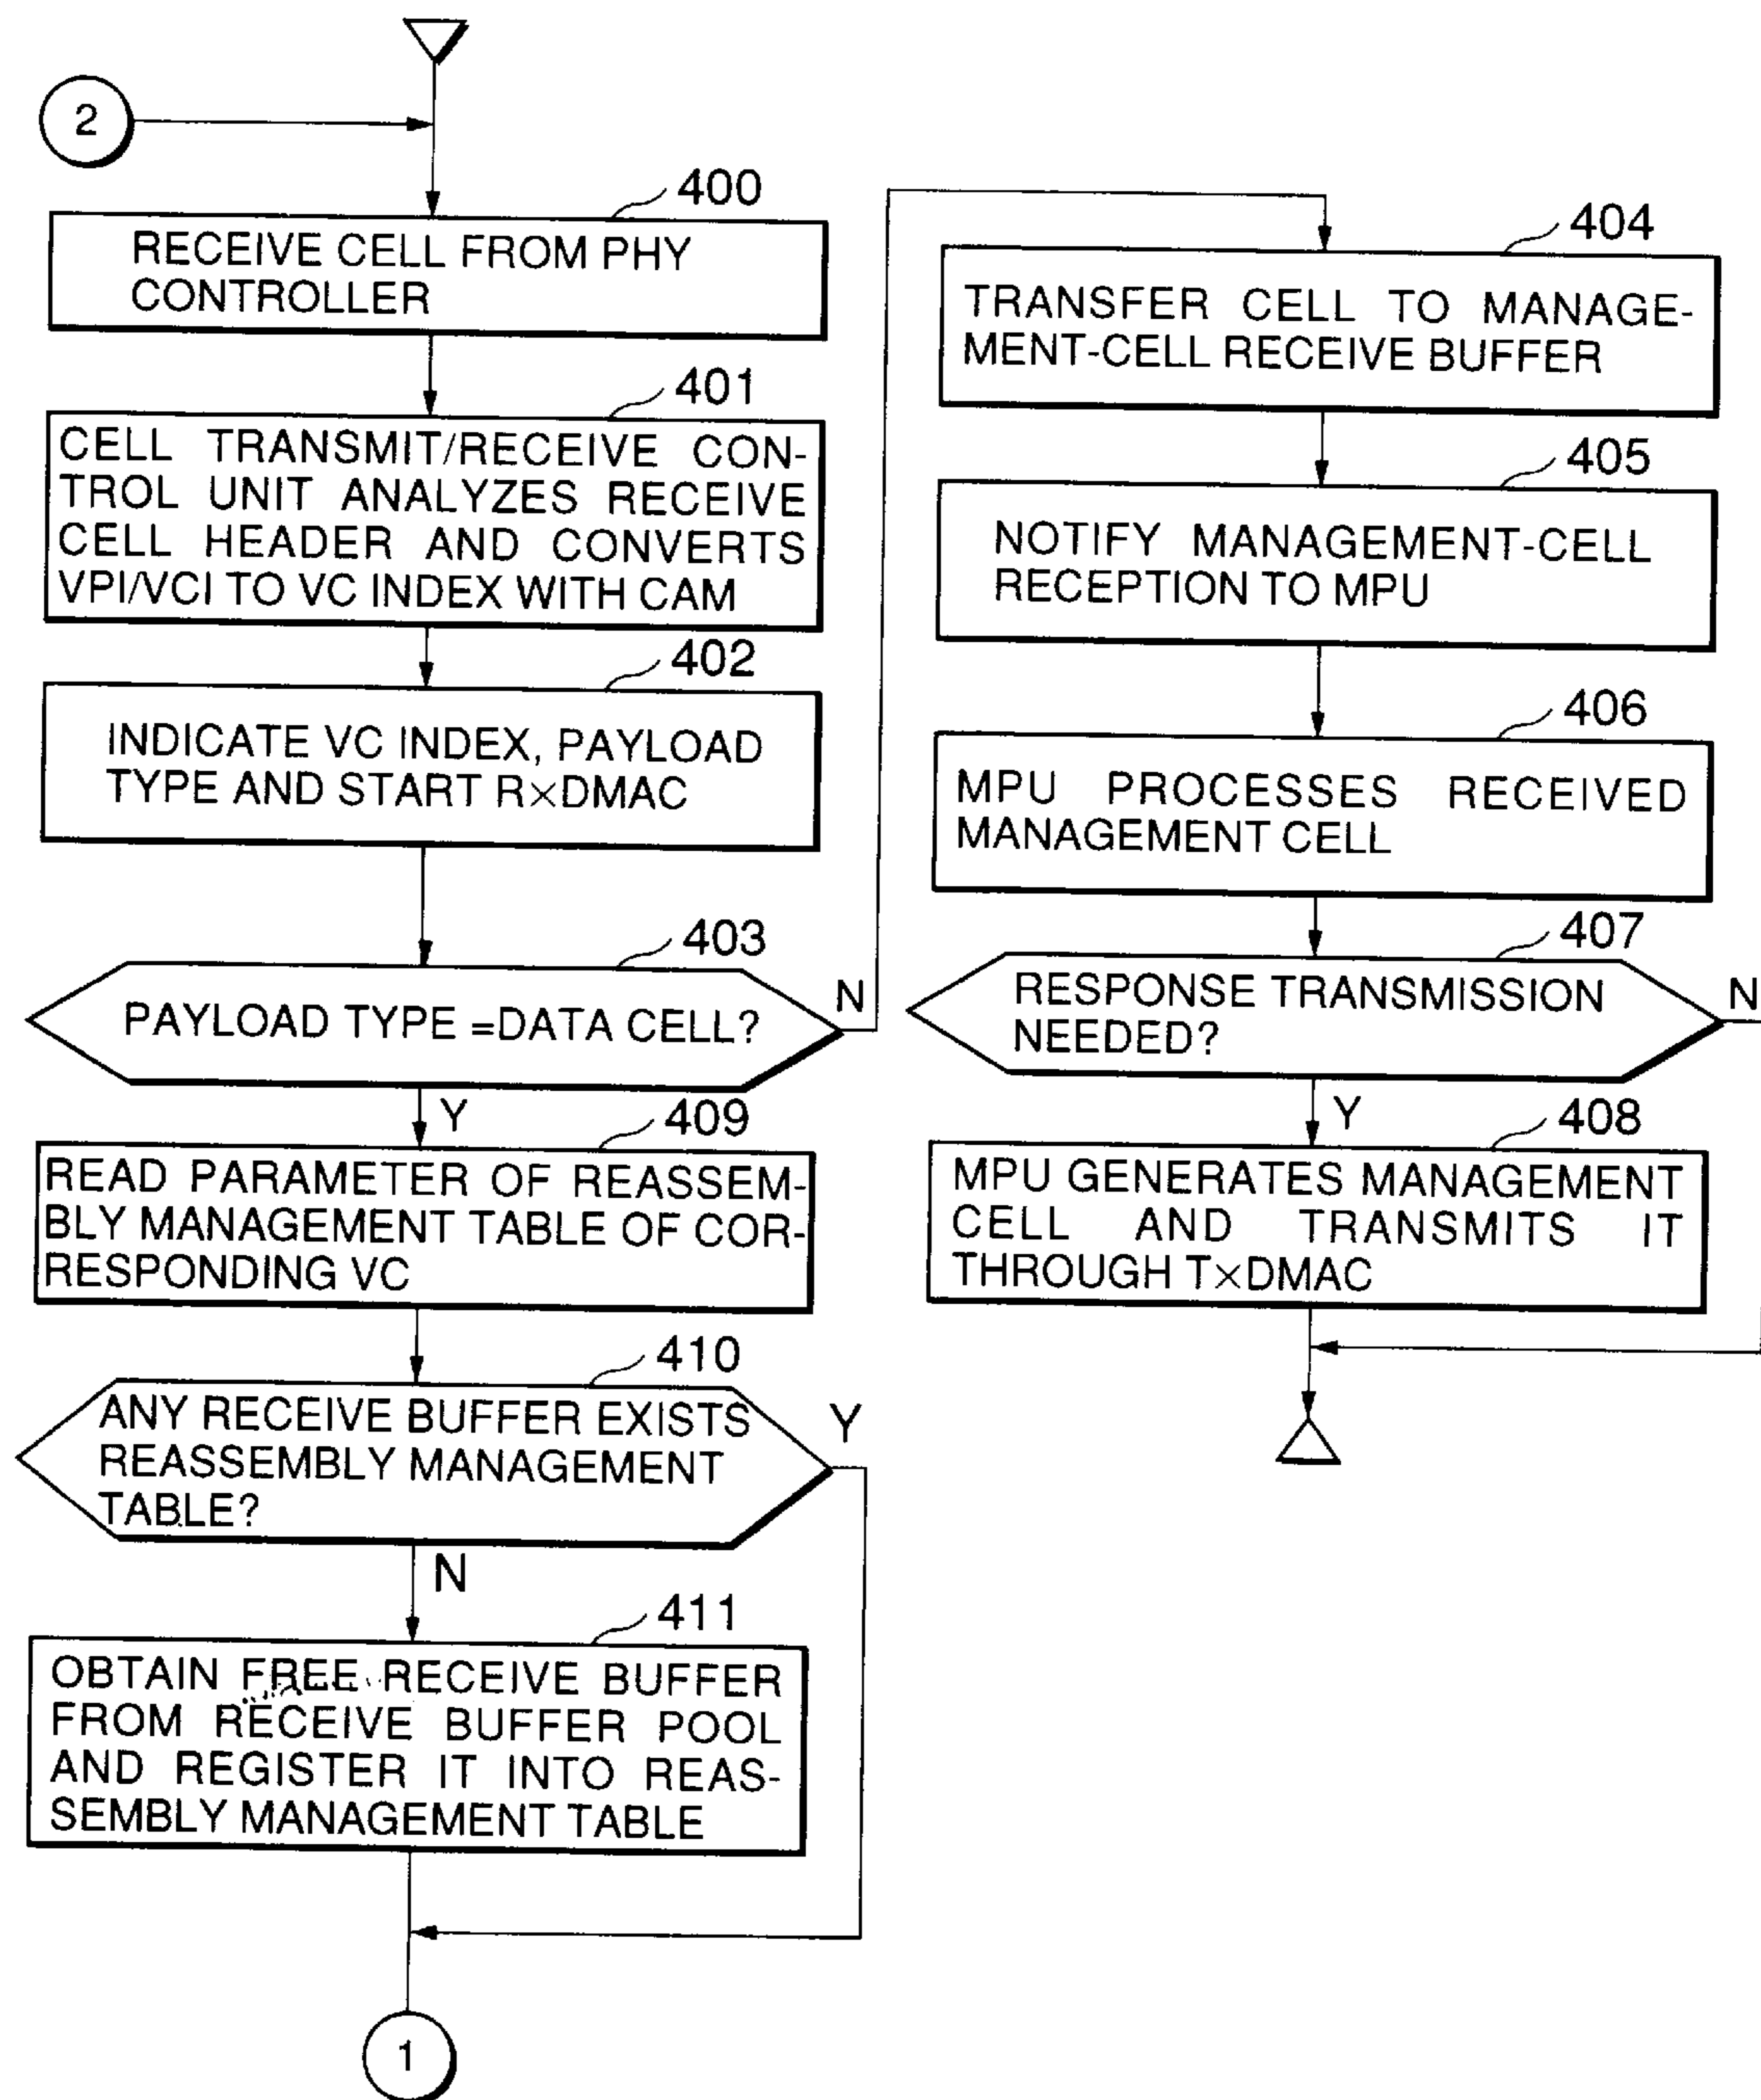 2
400
RECEIVE CELL FROM PHY
CONTROLLER
401
CELL TRANSMIT/RECEIVE CON-
TROL UNIT ANALYZES RECEIVE
CELL HEADER AND CONVERTS
VPI/VCI TO VC INDEX WITH CAM
402
INDICATE VC INDEX, PAYLOAD
TYPE AND START R×DMAC
403
PAYLOAD TYPE =DATA CELL?
N
Y
409
READ PARAMETER OF REASSEM-
BLY MANAGEMENT TABLE OF COR-
RESPONDING VC
410
ANY RECEIVE BUFFER EXISTS
REASSEMBLY MANAGEMENT
TABLE?
Y
N
411
OBTAIN FREE RECEIVE BUFFER
FROM RECEIVE BUFFER POOL
AND REGISTER IT INTO REAS-
SEMBLY MANAGEMENT TABLE
1
404
TRANSFER CELL TO MANAGE-
MENT-CELL RECEIVE BUFFER
405
NOTIFY MANAGEMENT-CELL
RECEPTION TO MPU
406
MPU PROCESSES RECEIVED
MANAGEMENT CELL
407
RESPONSE TRANSMISSION
NEEDED?
N
Y
408
MPU GENERATES MANAGEMENT
CELL AND TRANSMITS IT
THROUGH T×DMAC